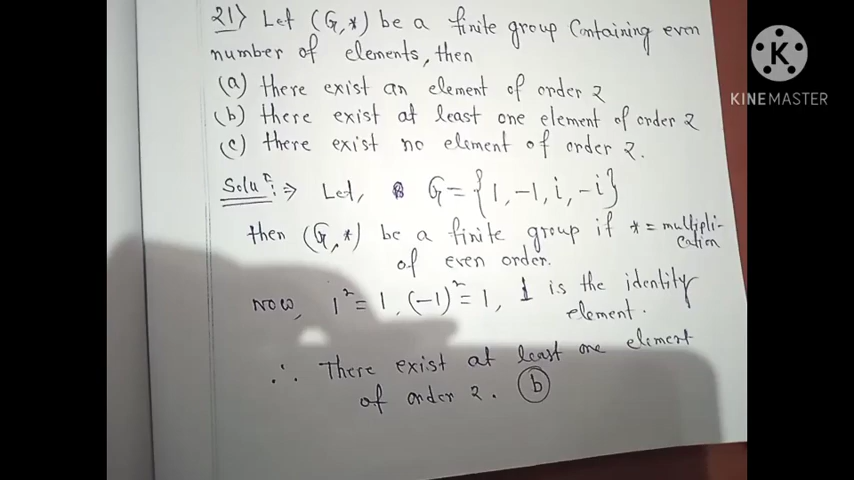 21) Let (G, *) be a finite group Containing even
number of elements, then
(a) there exist an element of order 2
(b) there exist at least one element of order 2
(c) there exist no element of order 2.
Soluⁿ: ⇒ Let, G = {1, -1, i, -i}
then (G, *) be a finite group if * = multipli-
cation
of even order.
Now, 1² = 1, (-1)² = 1, 1 is the identity
element.
∴ There exist at least one element
of order 2. (b)
KINEMASTER